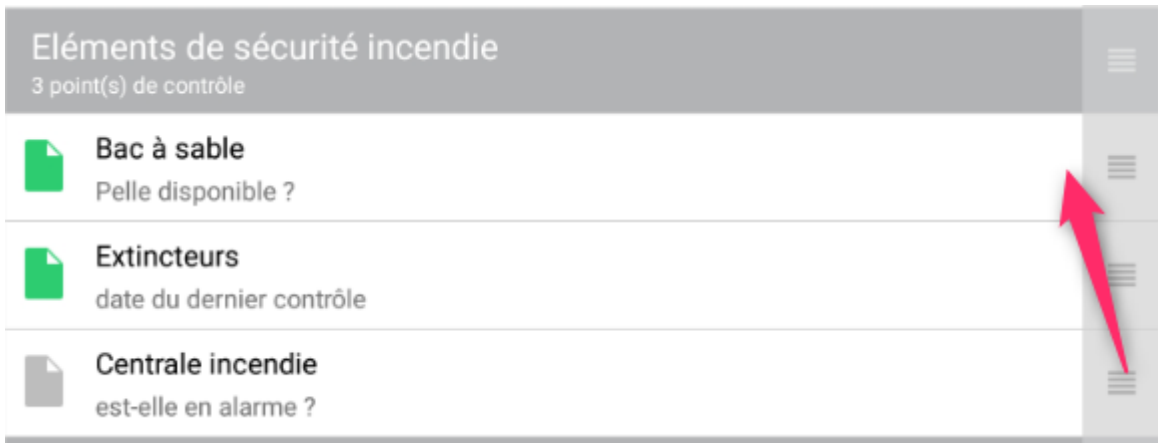 Eléments de sécurité incendie
3 point(s) de contrôle
Bac à sable
Pelle disponible ?
Extincteurs
date du dernier contrôle
Centrale incendie
est-elle en alarme ?